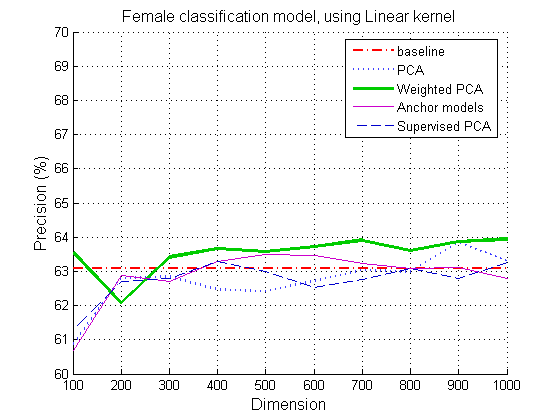 Female classification model, using Linear kernel
70
69
68
67
66
65
64
63
62
61
60
Precision (%)
baseline
PCA
Weighted PCA
Anchor models
Supervised PCA
100 200 300 400 500 600 700 800 900 1000
Dimension